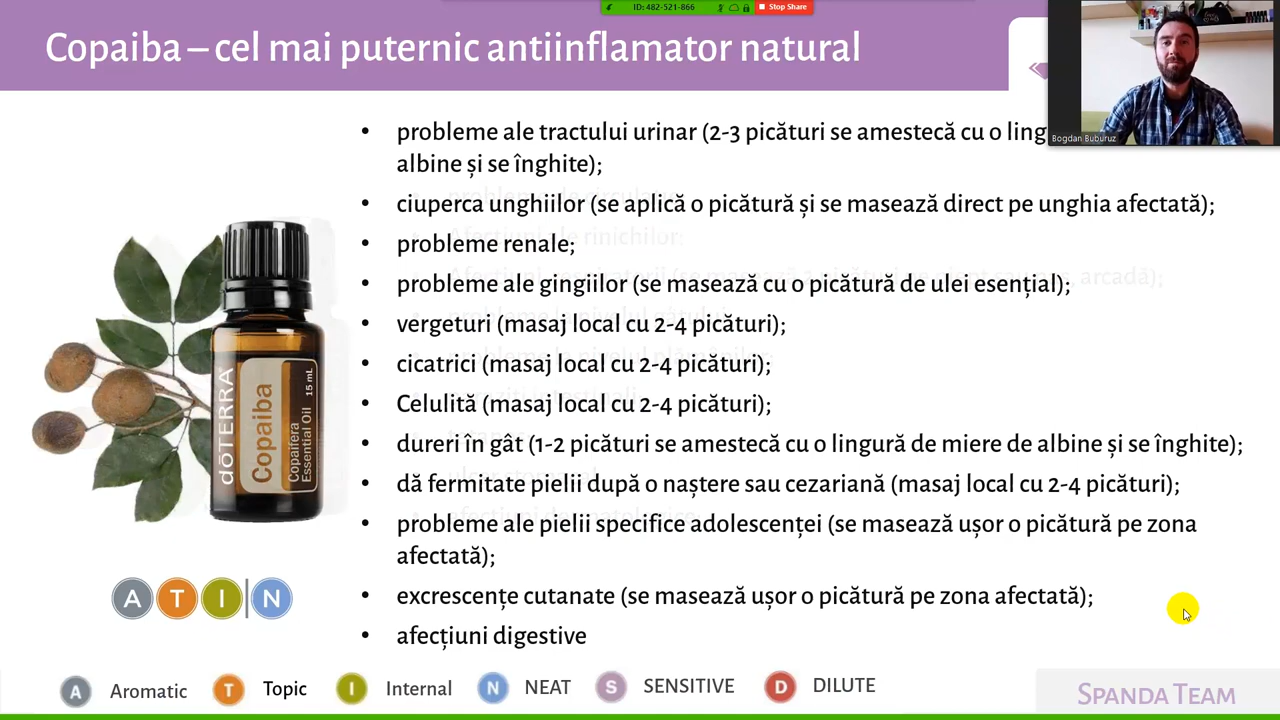 ID: 482-521-866
Stop Share
Copaiba – cel mai puternic antiinflamator natural
Bogdan Buburuz
• probleme ale tractului urinar (2-3 picături se amestecă cu o
albine și se înghite);
• ciuperca unghiilor (se aplică o picătură și se masează direct pe unghia afectată);
• probleme renale;
• probleme ale gingiilor (se masează cu o picătură de ulei esențial);
• vergeturi (masaj local cu 2-4 picături);
• cicatrici (masaj local cu 2-4 picături);
• Celulită (masaj local cu 2-4 picături);
• dureri în gât (1-2 picături se amestecă cu o lingură de miere de albine și se înghite);
• dă fermitate pielii după o naștere sau cezariană (masaj local cu 2-4 picături);
• probleme ale pielii specifice adolescenței (se masează ușor o picătură pe zona
afectată);
• excrescențe cutanate (se masează ușor o picătură pe zona afectată);
• afecțiuni digestive
dōTERRA®
Copaiba
Copaifera
Essential Oil 15 mL
A T I | N
A Aromatic T Topic I Internal N NEAT S SENSITIVE D DILUTE
SPANDA TEAM